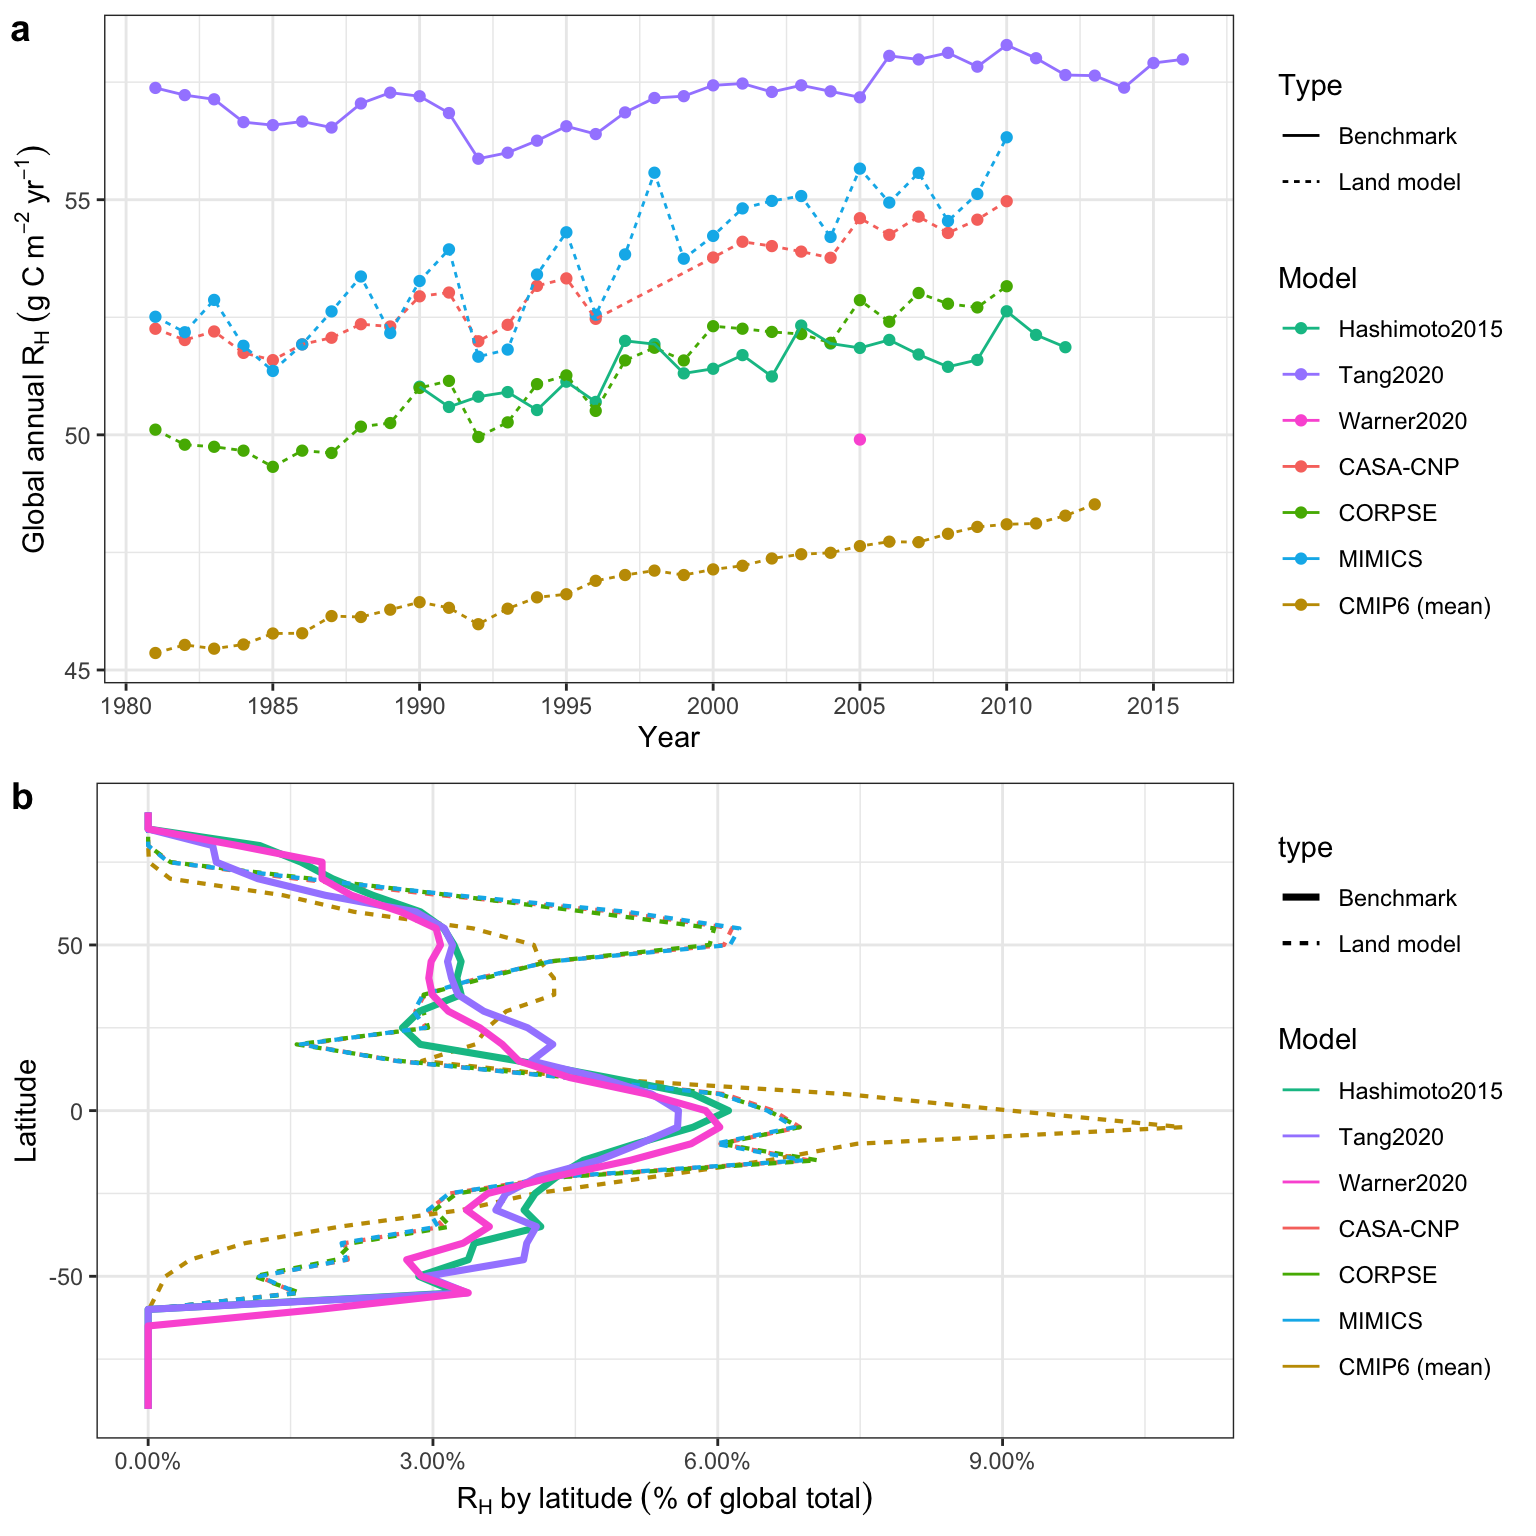 a
Global annual R_H (g C m⁻² yr⁻¹)
55
50
45
1980 1985 1990 1995 2000 2005 2010 2015
Year
Type
Benchmark
Land model
Model
Hashimoto2015
Tang2020
Warner2020
CASA-CNP
CORPSE
MIMICS
CMIP6 (mean)
b
Latitude
50
0
-50
0.00% 3.00% 6.00% 9.00%
R_H by latitude (% of global total)
type
Benchmark
Land model
Model
Hashimoto2015
Tang2020
Warner2020
CASA-CNP
CORPSE
MIMICS
CMIP6 (mean)